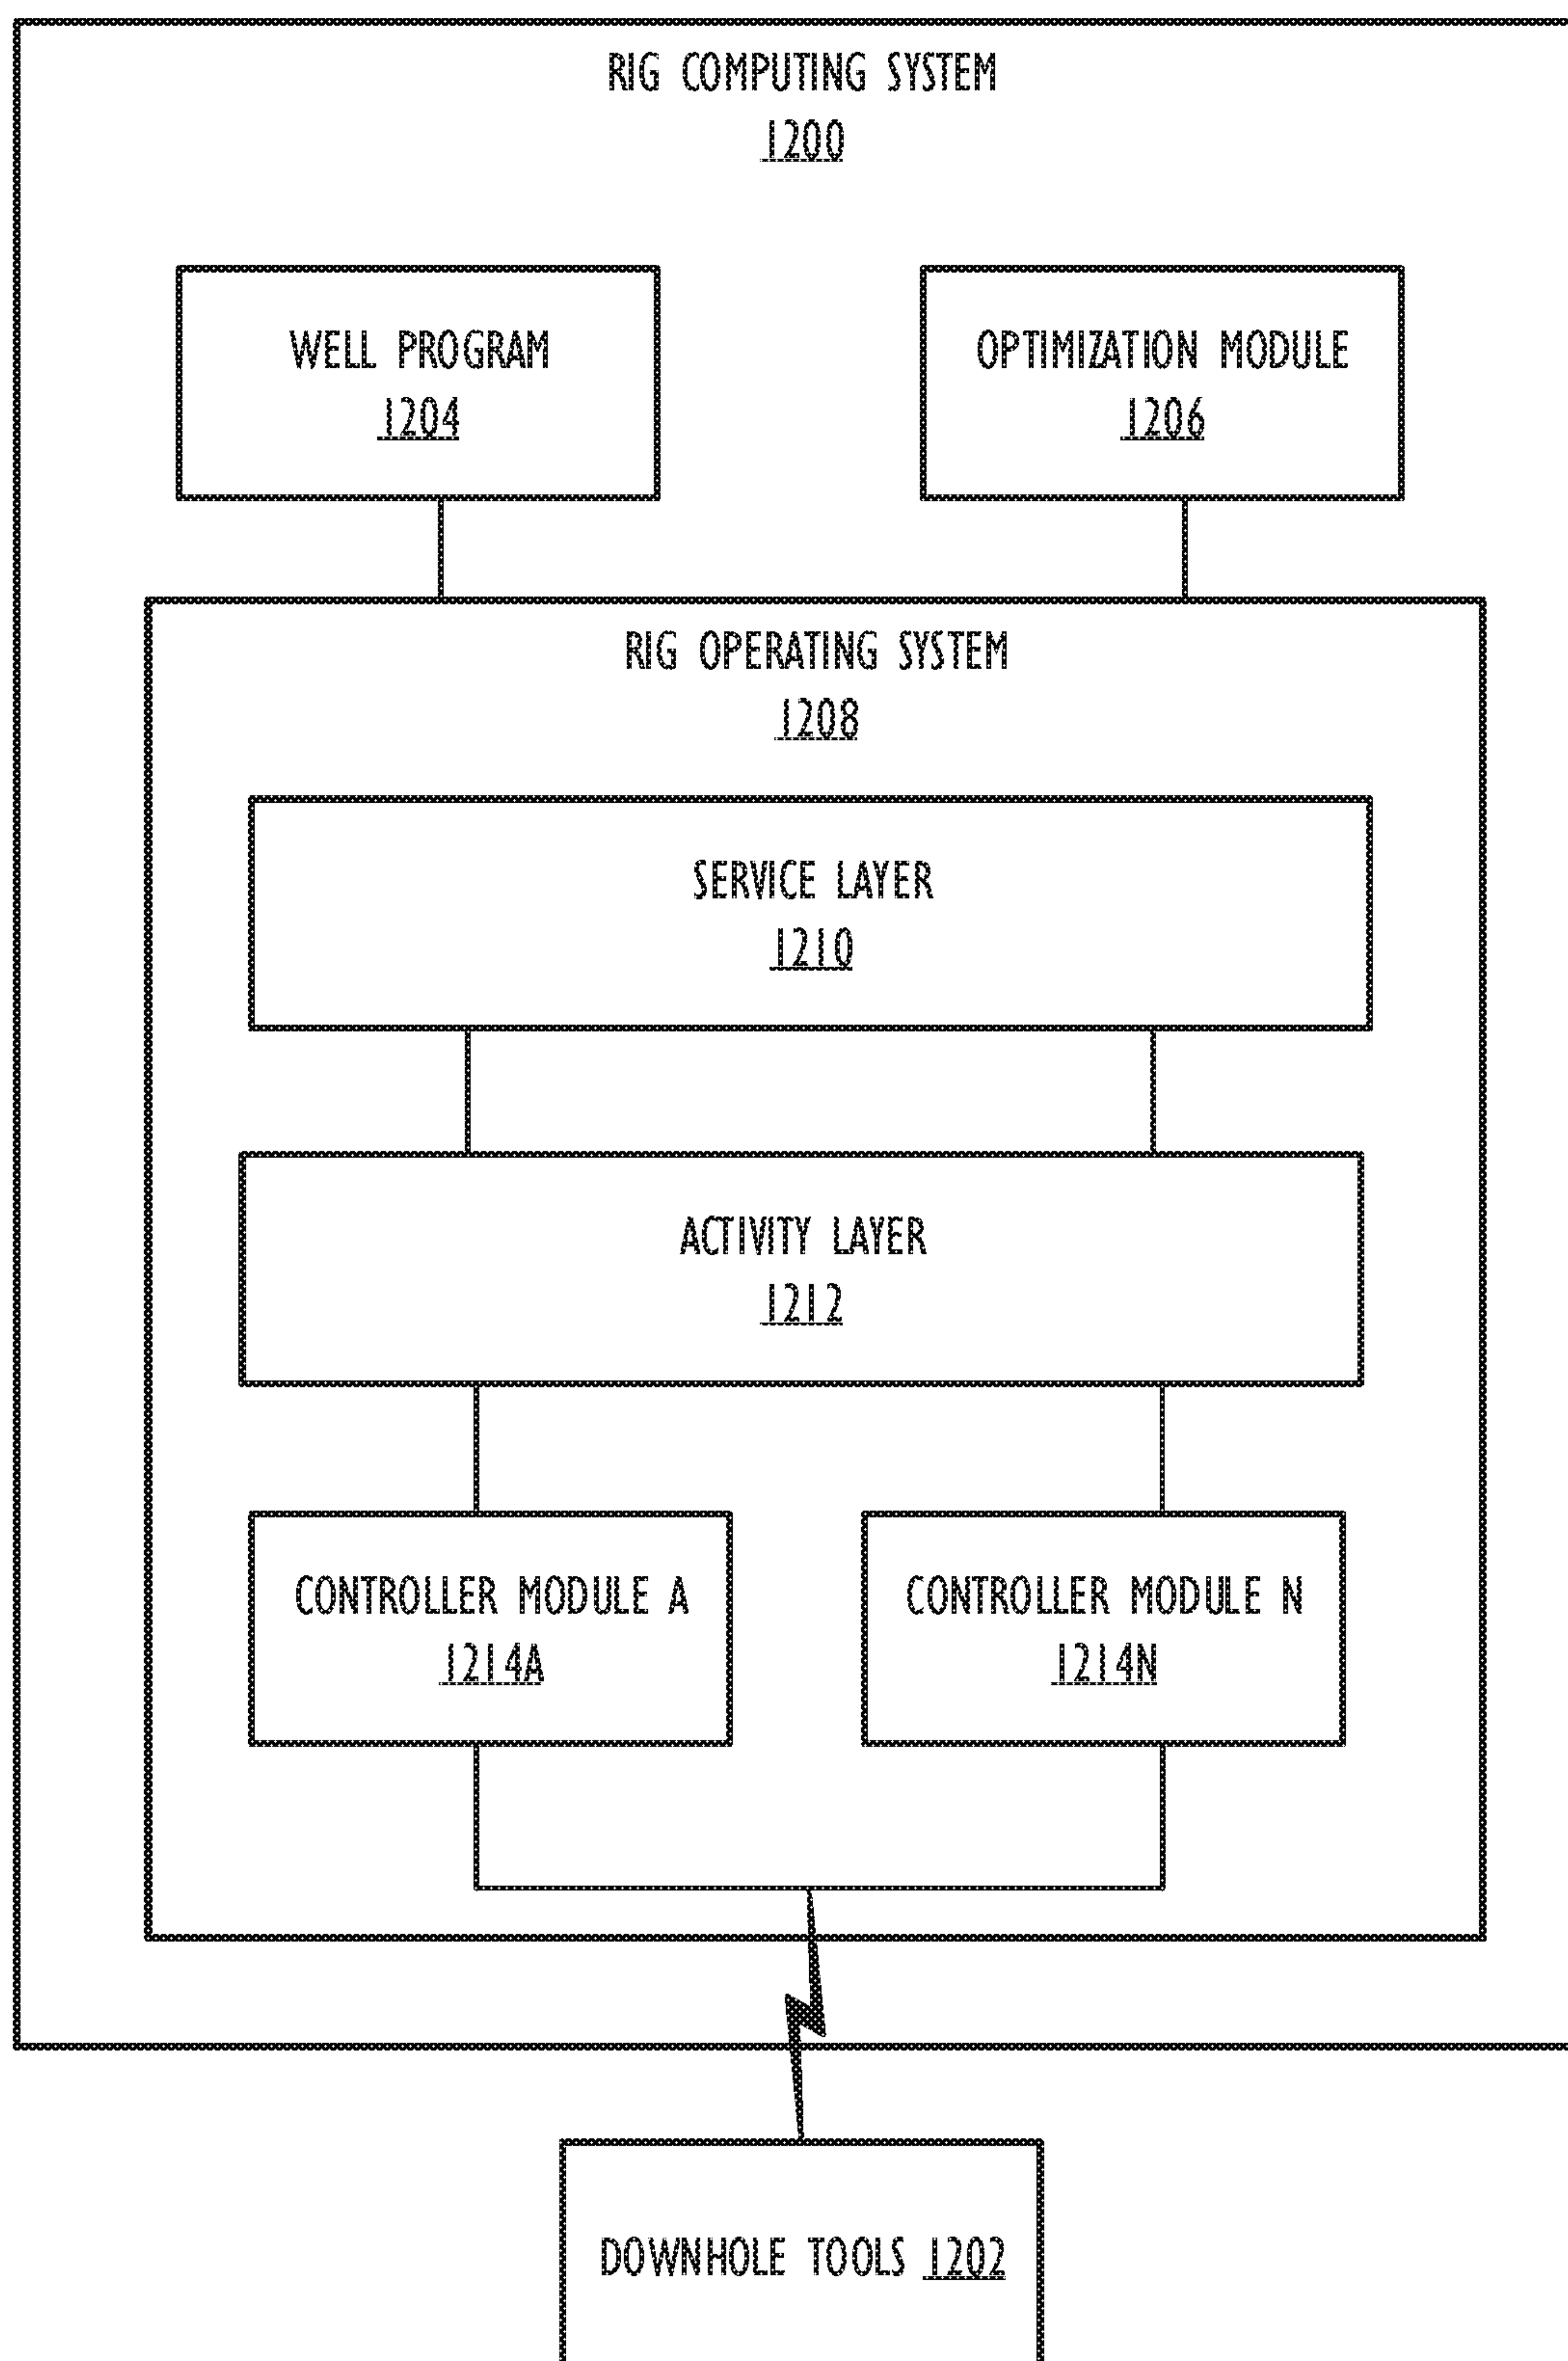 RIG COMPUTING SYSTEM
1200
WELL PROGRAM
1204
OPTIMIZATION MODULE
1206
RIG OPERATING SYSTEM
1208
SERVICE LAYER
1210
ACTIVITY LAYER
1212
CONTROLLER MODULE A
1214A
CONTROLLER MODULE N
1214N
DOWNHOLE TOOLS 1202